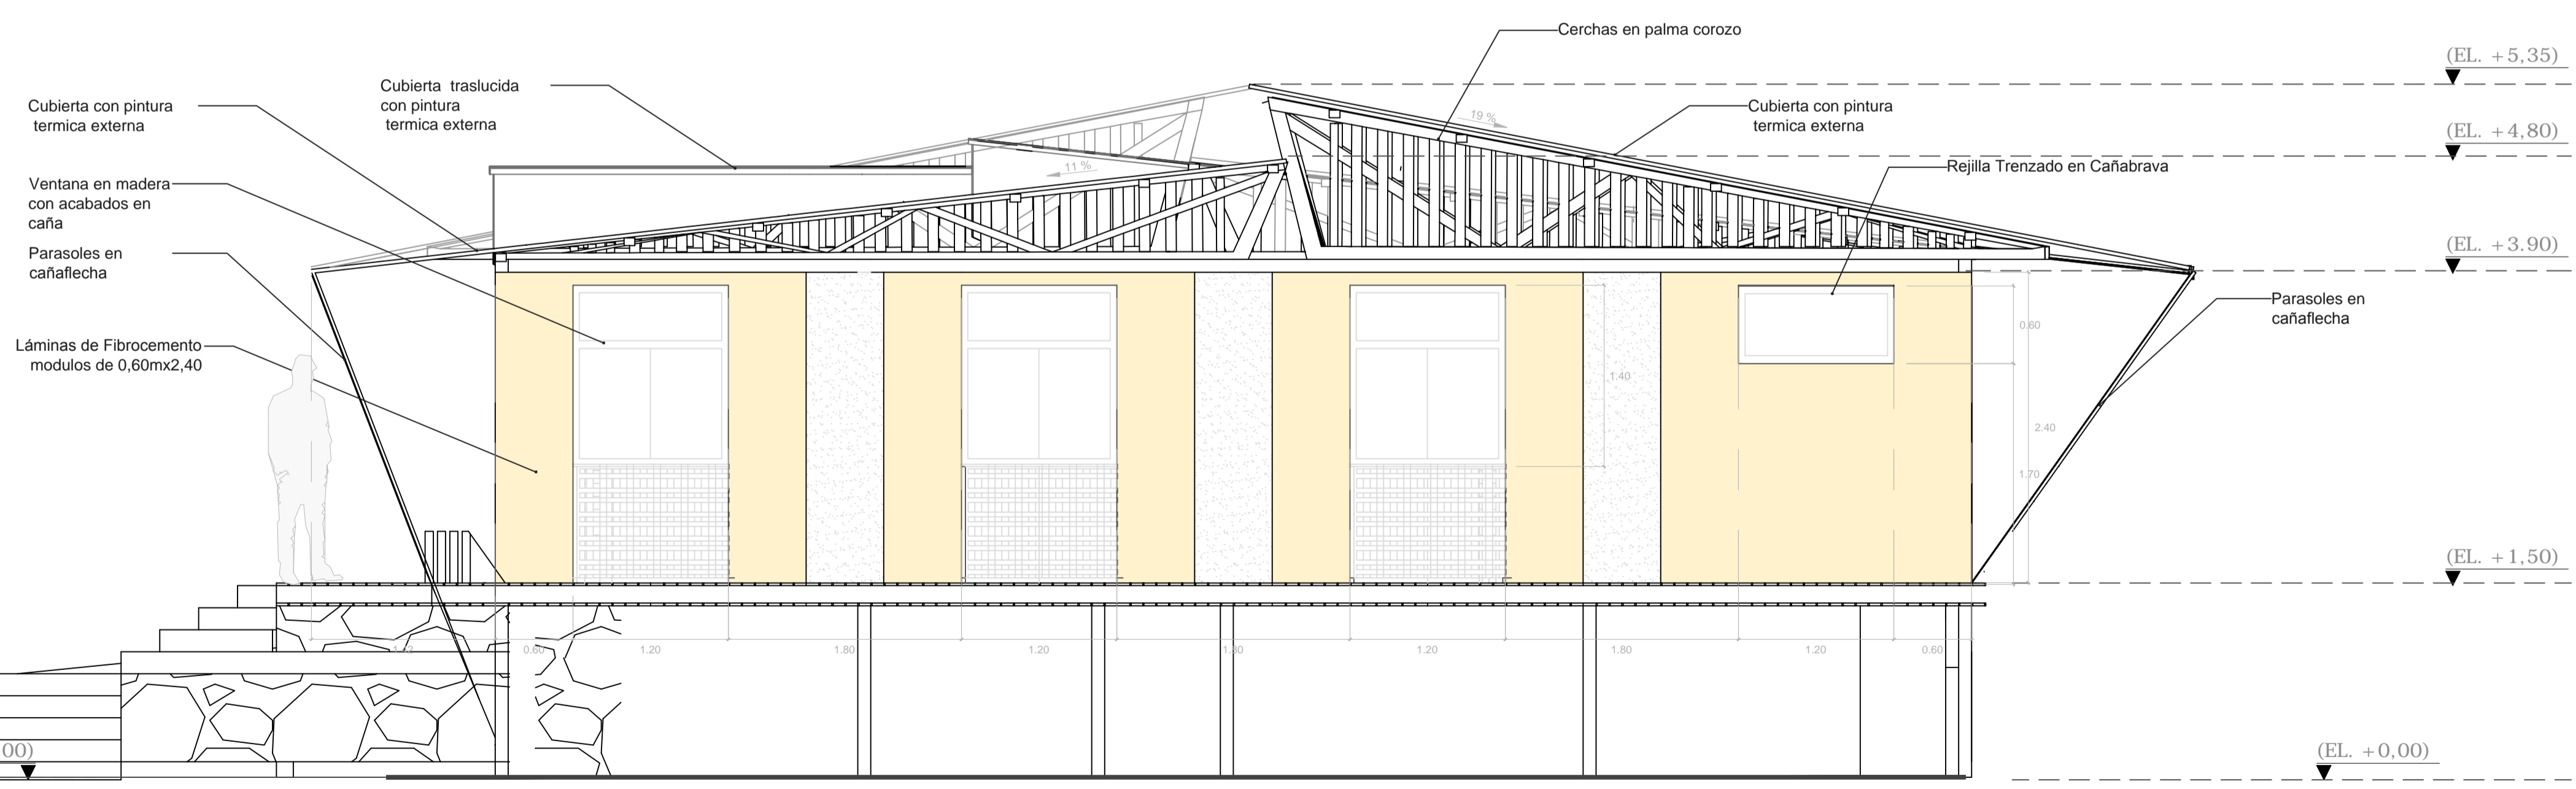 Cerchas en palma corozo
(EL. +5,35)
Cubierta traslucida
con pintura
termica externa
Cubierta con pintura
termica externa
Cubierta con pintura
termica externa
19 %
(EL. +4,80)
11 %
Rejilla Trenzado en Cañabrava
Ventana en madera
con acabados en
caña
Parasoles en
cañaflecha
(EL. +3.90)
Parasoles en
cañaflecha
Láminas de Fibrocemento
modulos de 0,60mx2,40
0.60
1.40
2.40
1.70
(EL. +1,50)
0.60
1.20
1.80
1.20
1.80
1.20
1.80
1.20
0.60
00)
(EL. +0,00)